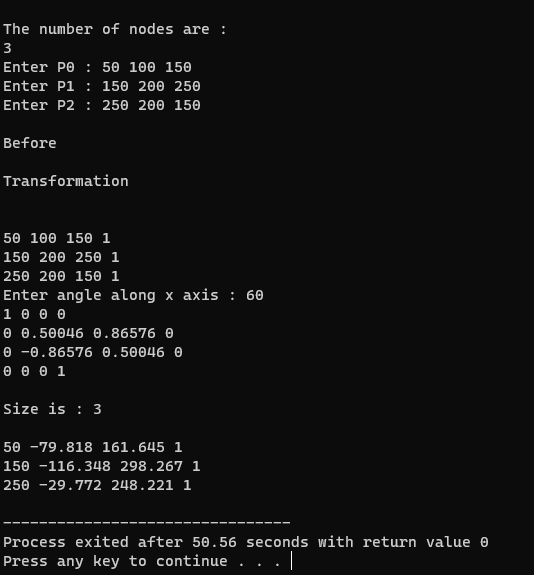 The number of nodes are :
3
Enter P0 : 50 100 150
Enter P1 : 150 200 250
Enter P2 : 250 200 150
Before
Transformation
50 100 150 1
150 200 250 1
250 200 150 1
Enter angle along x axis : 60
1 0 0 0
0 0.50046 0.86576 0
0 -0.86576 0.50046 0
0 0 0 1
Size is : 3
50 -79.818 161.645 1
150 -116.348 298.267 1
250 -29.772 248.221 1
--------------------------------
Process exited after 50.56 seconds with return value 0
Press any key to continue . . .